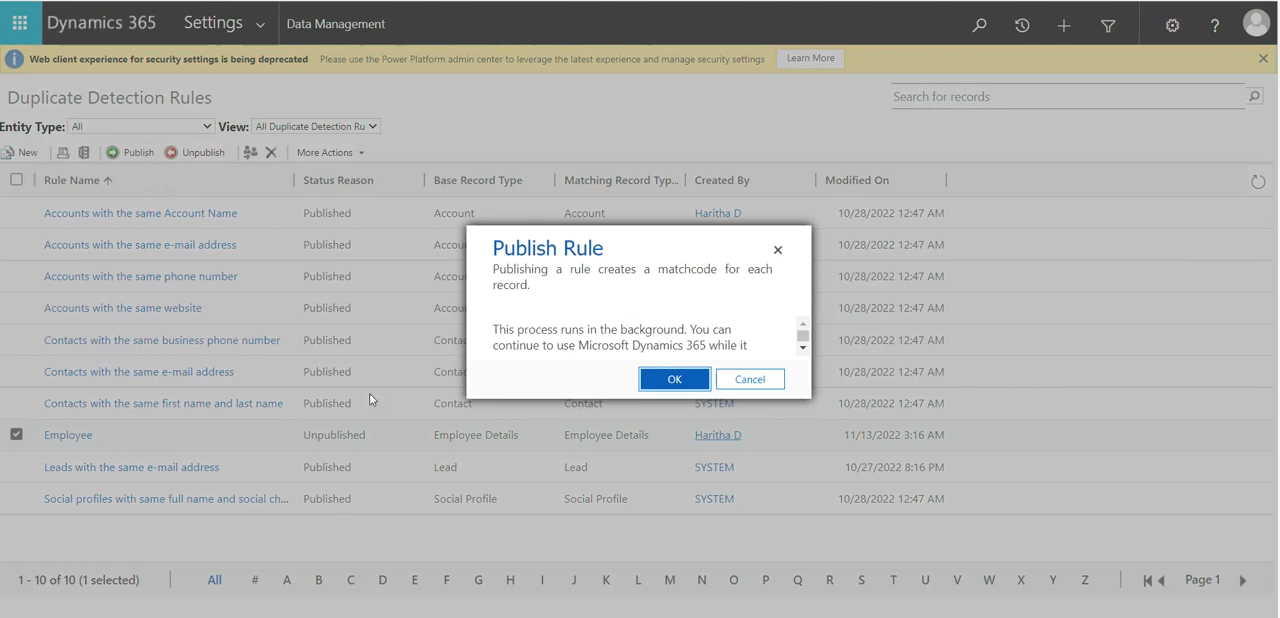 Dynamics 365 Settings Data Management
Web client experience for security settings is being deprecated Please use the Power Platform admin center to leverage the latest experience and manage security settings Learn More
Duplicate Detection Rules
Search for records
Entity Type: All View: All Duplicate Detection Ru
New Publish Unpublish More Actions
Rule Name Status Reason Base Record Type Matching Record Typ... Created By Modified On
Accounts with the same Account Name Published Account Account Haritha D 10/28/2022 12:47 AM
Accounts with the same e-mail address Published Accou 10/28/2022 12:47 AM
Accounts with the same phone number Published Accou 10/28/2022 12:47 AM
Accounts with the same website Published Accou 10/28/2022 12:47 AM
Contacts with the same business phone number Published Conta 10/28/2022 12:47 AM
Contacts with the same e-mail address Published Conta 10/28/2022 12:47 AM
Contacts with the same first name and last name Published Contact Contact SYSTEM 10/28/2022 12:47 AM
Employee Unpublished Employee Details Employee Details Haritha D 11/13/2022 3:16 AM
Leads with the same e-mail address Published Lead Lead SYSTEM 10/27/2022 8:16 PM
Social profiles with same full name and social ch... Published Social Profile Social Profile SYSTEM 10/28/2022 12:47 AM
Publish Rule
Publishing a rule creates a matchcode for each
record.
This process runs in the background. You can
continue to use Microsoft Dynamics 365 while it
OK Cancel
1 - 10 of 10 (1 selected) All # A B C D E F G H I J K L M N O P Q R S T U V W X Y Z Page 1